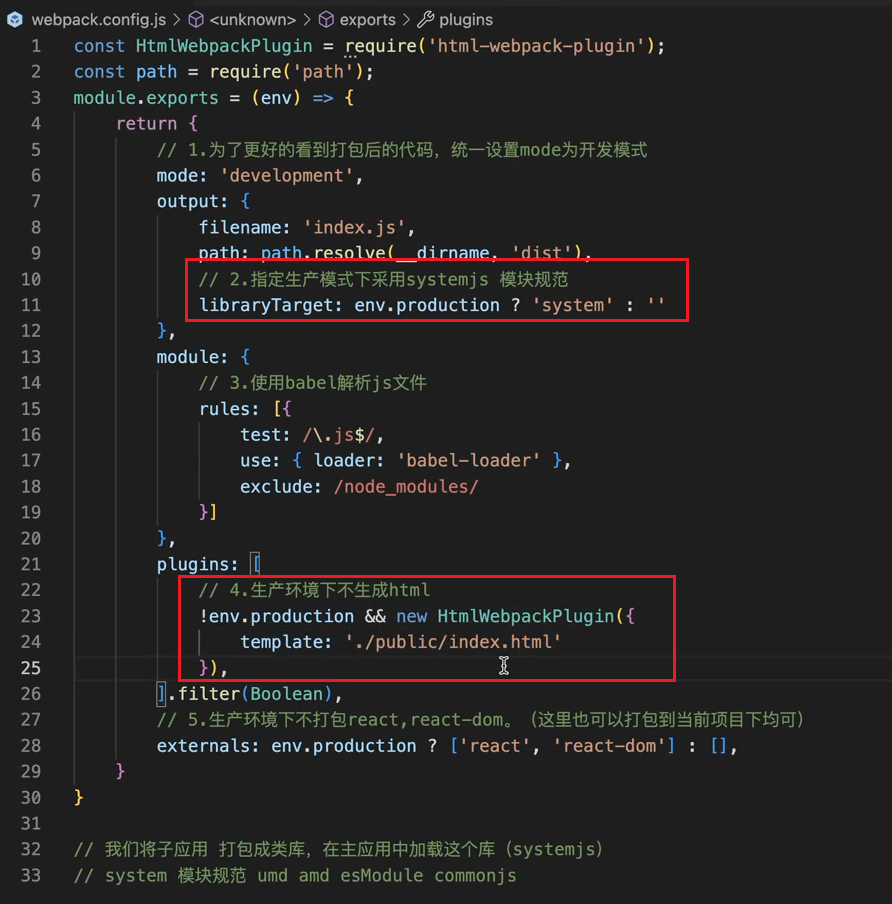 webpack.config.js > <unknown> > exports > plugins
1 const HtmlWebpackPlugin = require('html-webpack-plugin');
2 const path = require('path');
3 module.exports = (env) => {
4 return {
5 // 1.为了更好的看到打包后的代码，统一设置mode为开发模式
6 mode: 'development',
7 output: {
8 filename: 'index.js',
9 path: path.resolve(__dirname, 'dist'),
10 // 2.指定生产模式下采用systemjs 模块规范
11 libraryTarget: env.production ? 'system' : ''
12 },
13 module: {
14 // 3.使用babel解析js文件
15 rules: [{
16 test: /\.js$/,
17 use: { loader: 'babel-loader' },
18 exclude: /node_modules/
19 }]
20 },
21 plugins: [
22 // 4.生产环境下不生成html
23 !env.production && new HtmlWebpackPlugin({
24 template: './public/index.html'
25 }),
26 ].filter(Boolean),
27 // 5.生产环境下不打包react,react-dom。（这里也可以打包到当前项目下均可）
28 externals: env.production ? ['react', 'react-dom'] : [],
29 }
30 }
31
32 // 我们将子应用 打包成类库，在主应用中加载这个库（systemjs）
33 // system 模块规范 umd amd esModule commonjs